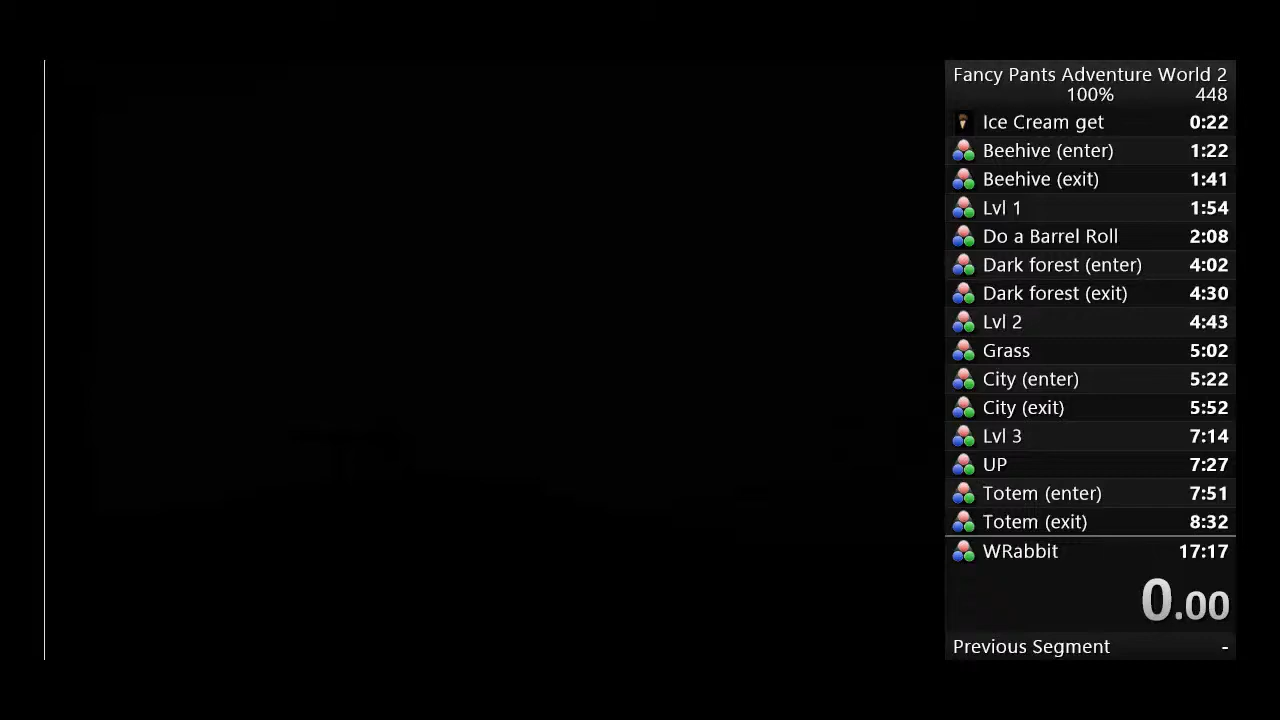 Fancy Pants Adventure World 2
100% 448
Ice Cream get 0:22
Beehive (enter) 1:22
Beehive (exit) 1:41
Lvl 1 1:54
Do a Barrel Roll 2:08
Dark forest (enter) 4:02
Dark forest (exit) 4:30
Lvl 2 4:43
Grass 5:02
City (enter) 5:22
City (exit) 5:52
Lvl 3 7:14
UP 7:27
Totem (enter) 7:51
Totem (exit) 8:32
WRabbit 17:17
0.00
Previous Segment -